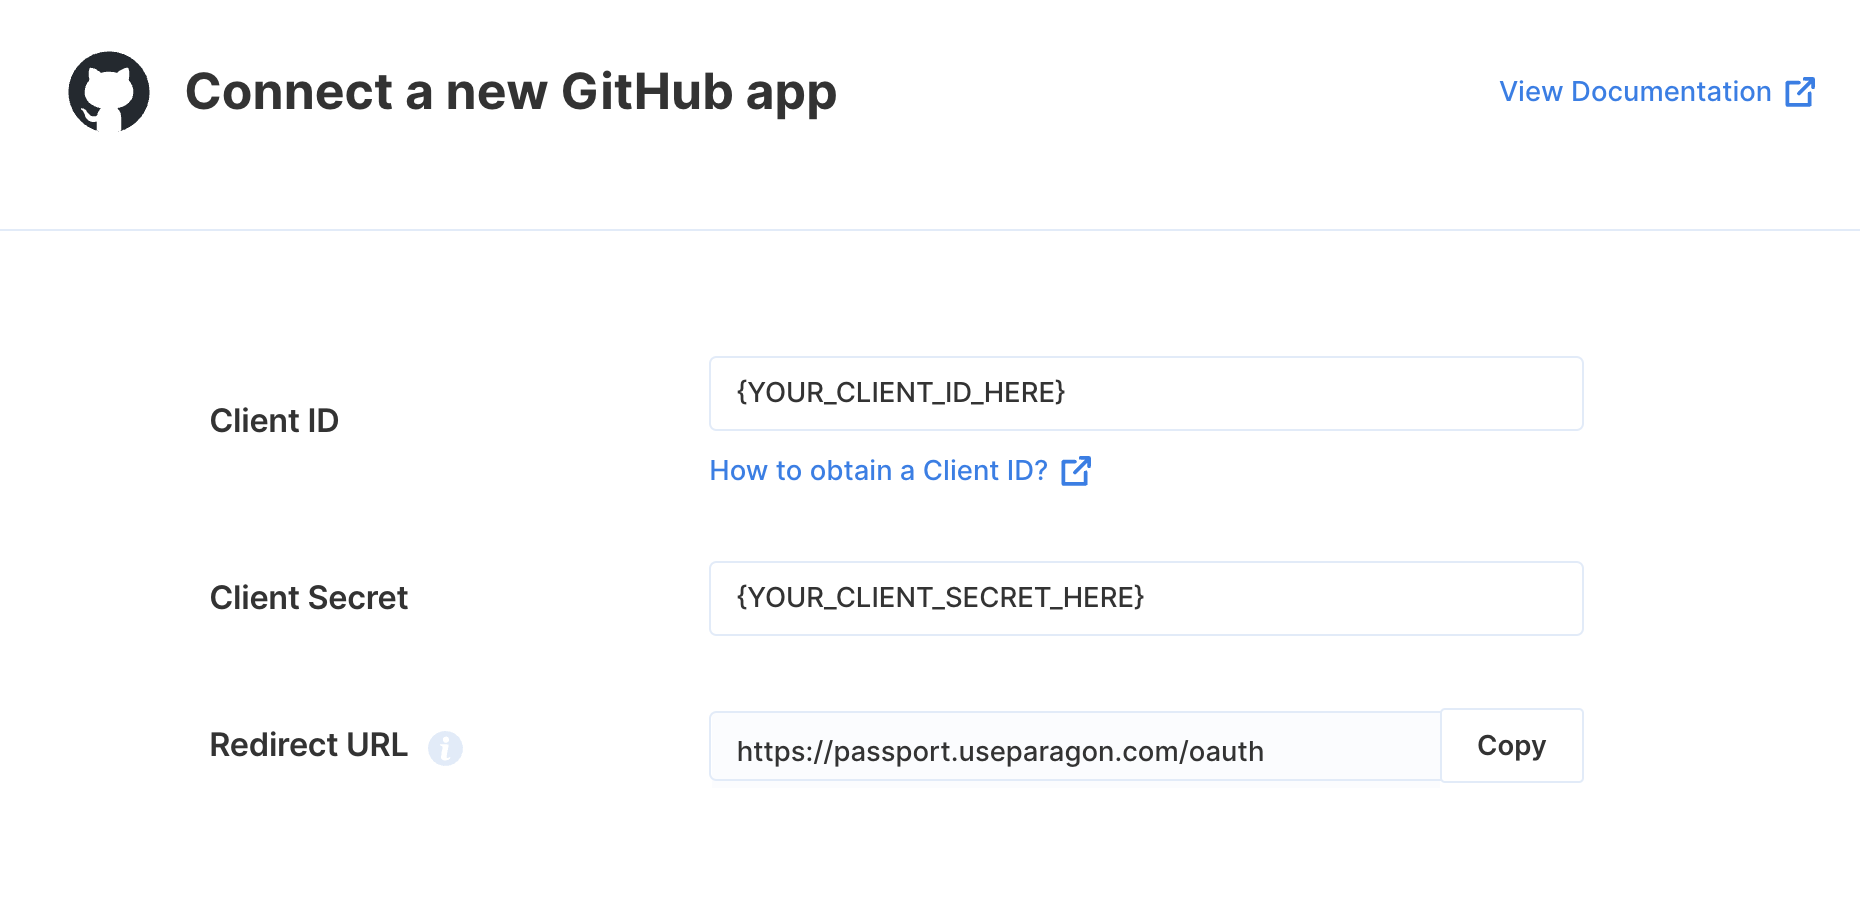 Connect a new GitHub app
View Documentation
Client ID
{YOUR_CLIENT_ID_HERE}
How to obtain a Client ID?
Client Secret
{YOUR_CLIENT_SECRET_HERE}
Redirect URL
i
https://passport.useparagon.com/oauth
Copy